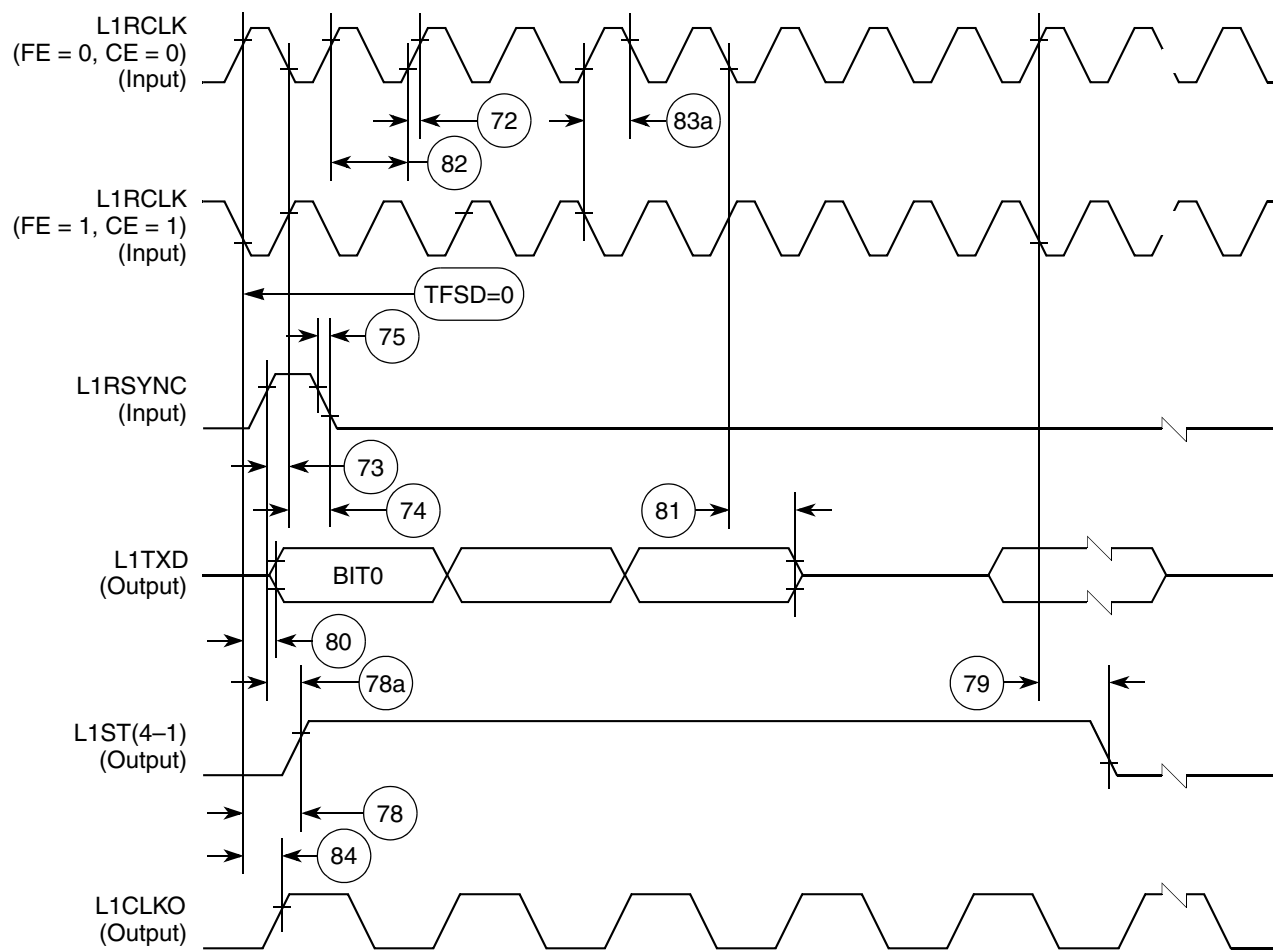 L1RCLK
(FE = 0, CE = 0)
(Input)
72
83a
82
L1RCLK
(FE = 1, CE = 1)
(Input)
TFSD=0
75
L1RSYNC
(Input)
73
74
81
L1TXD
(Output)
BIT0
80
78a
79
L1ST(4–1)
(Output)
78
84
L1CLKO
(Output)